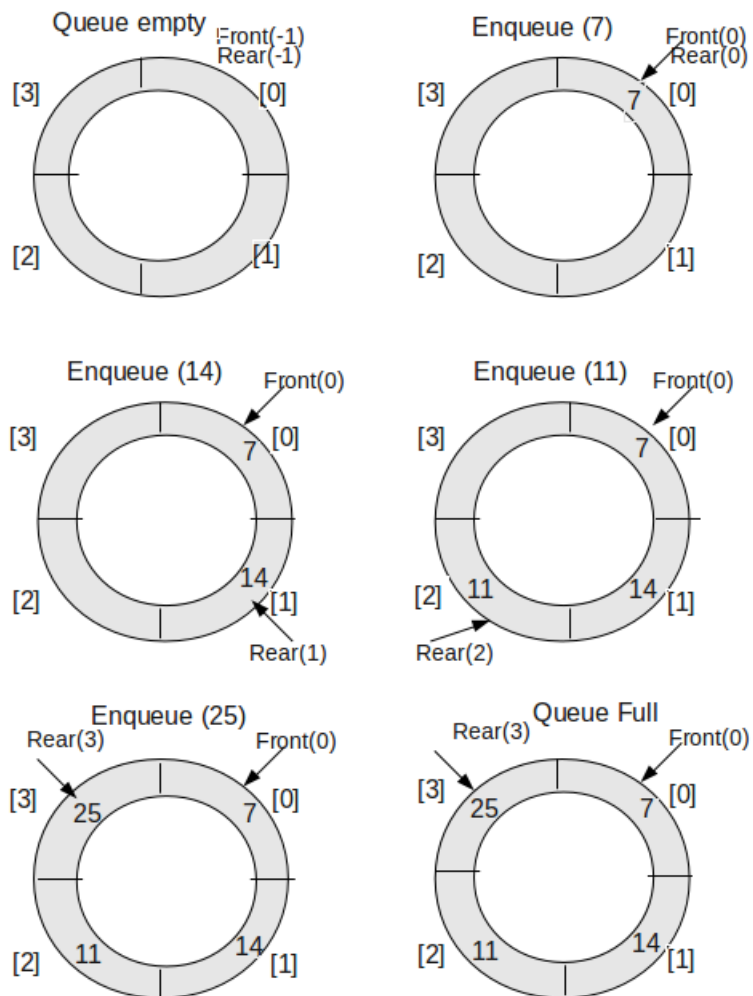 Queue empty
Front(-1)
Rear(-1)
[3]
[0]
[2]
[1]
Enqueue (7)
Front(0)
Rear(0)
[3]
7
[0]
[2]
[1]
Enqueue (14)
Front(0)
[3]
7
[0]
14
[2]
[1]
Rear(1)
Enqueue (11)
Front(0)
[3]
7
[0]
[2]
11
14
[1]
Rear(2)
Enqueue (25)
Rear(3)
Front(0)
[3]
25
7
[0]
[2]
11
14
[1]
Queue Full
Rear(3)
Front(0)
[3]
25
7
[0]
[2]
11
14
[1]